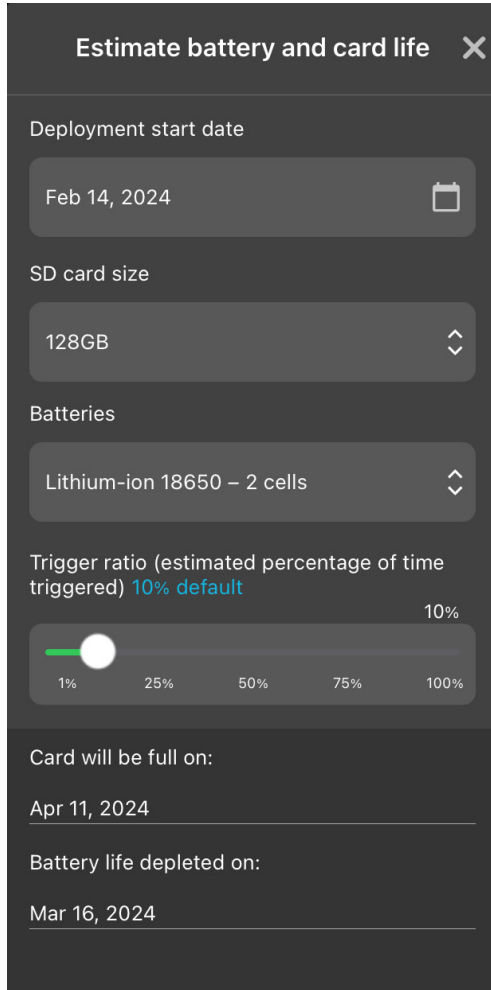 Estimate battery and card life
Deployment start date
Feb 14, 2024
SD card size
128GB
Batteries
Lithium-ion 18650 – 2 cells
Trigger ratio (estimated percentage of time
triggered) 10% default
10%
1% 25% 50% 75% 100%
Card will be full on:
Apr 11, 2024
Battery life depleted on:
Mar 16, 2024